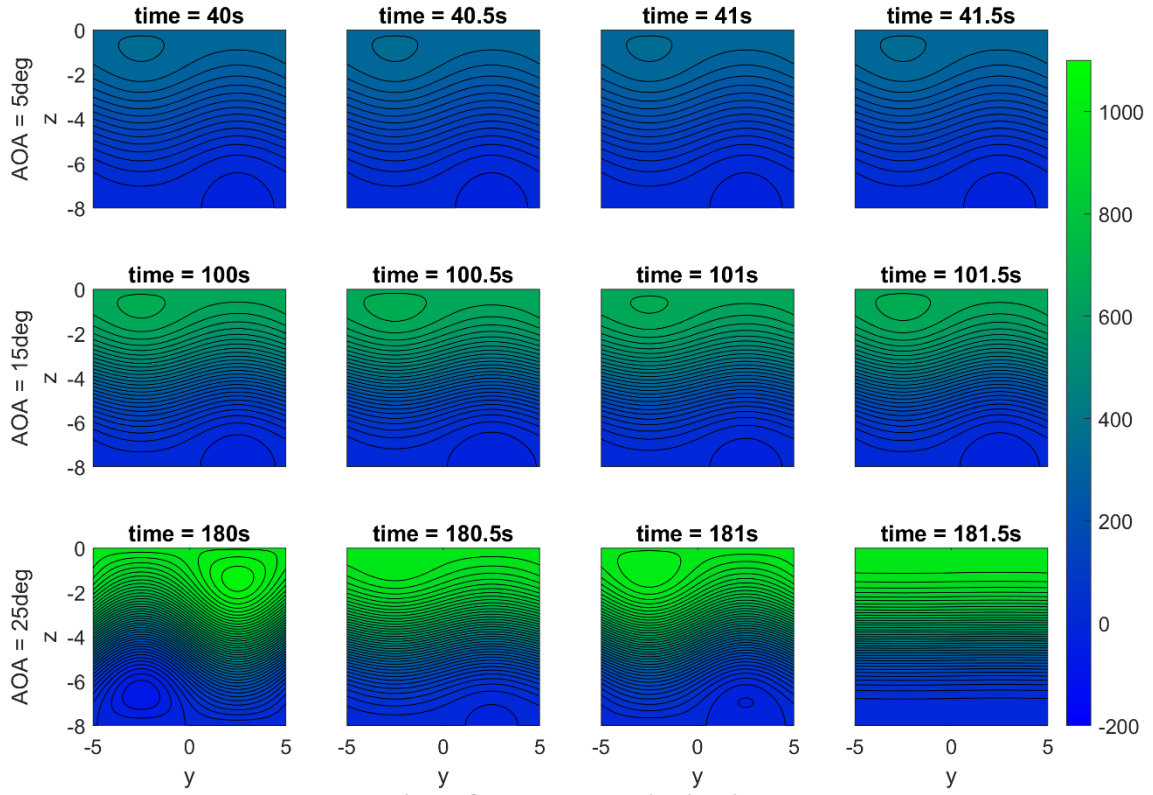 time = 40s time = 40.5s time = 41s time = 41.5s
AOA = 5deg
z
0
-2
-4
-6
-8
time = 100s time = 100.5s time = 101s time = 101.5s
AOA = 15deg
z
0
-2
-4
-6
-8
time = 180s time = 180.5s time = 181s time = 181.5s
AOA = 25deg
z
0
-2
-4
-6
-8
-5 0 5 -5 0 5 -5 0 5 -5 0 5
y y y y
1000
800
600
400
200
0
-200